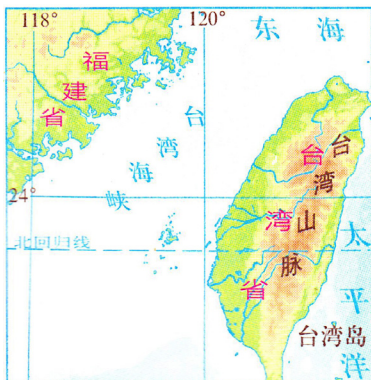 118°
120°
东海
福建省
台湾海峡
台湾省
台湾山脉
24°
北回归线
太平洋
台湾岛